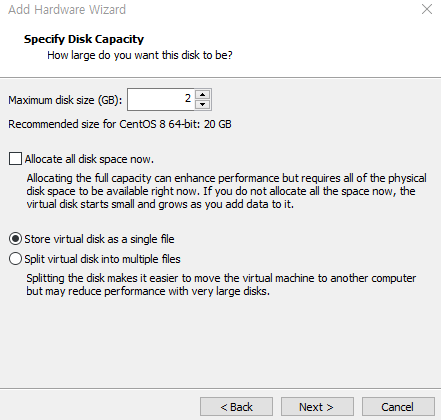 Add Hardware Wizard
Specify Disk Capacity
How large do you want this disk to be?
Maximum disk size (GB): 2
Recommended size for CentOS 8 64-bit: 20 GB
Allocate all disk space now.
Allocating the full capacity can enhance performance but requires all of the physical
disk space to be available right now. If you do not allocate all the space now, the
virtual disk starts small and grows as you add data to it.
Store virtual disk as a single file
Split virtual disk into multiple files
Splitting the disk makes it easier to move the virtual machine to another computer
but may reduce performance with very large disks.
< Back Next > Cancel